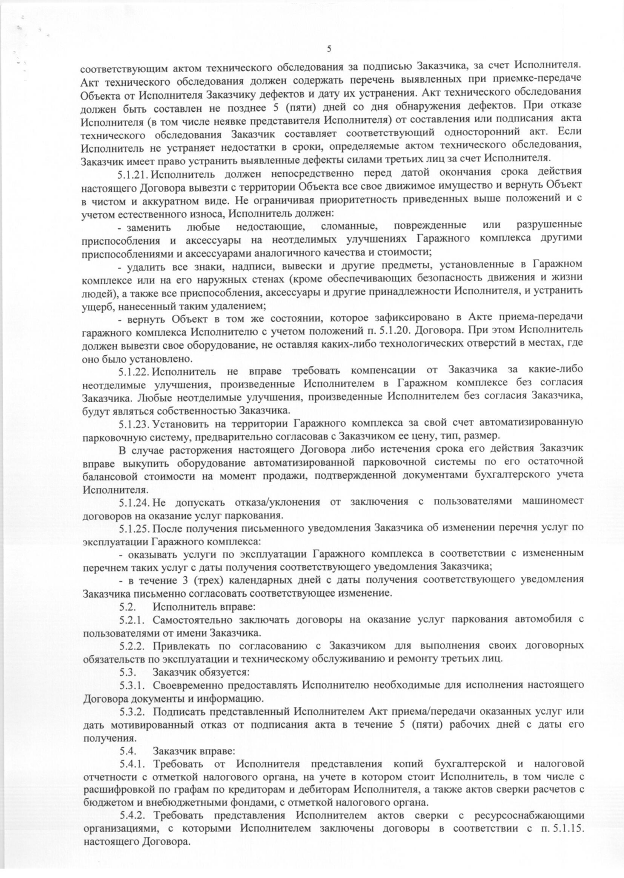 5
соответствующим актом технического обследования за подписью Заказчика, за счет Исполнителя.
Акт технического обследования должен содержать перечень выявленных при приемке-передаче
Объекта от Исполнителя Заказчику дефектов и дату их устранения. Акт технического обследования
должен быть составлен не позднее 5 (пяти) дней со дня обнаружения дефектов. При отказе
Исполнителя (в том числе неявке представителя Исполнителя) от составления или подписания акта
технического обследования Заказчик составляет соответствующий односторонний акт. Если
Исполнитель не устраняет недостатки в сроки, определяемые актом технического обследования,
Заказчик имеет право устранить выявленные дефекты силами третьих лиц за счет Исполнителя.
5.1.21. Исполнитель должен непосредственно перед датой окончания срока действия
настоящего Договора вывезти с территории Объекта все свое движимое имущество и вернуть Объект
в чистом и аккуратном виде. Не ограничивая приоритетность приведенных выше положений и с
учетом естественного износа, Исполнитель должен:
- заменить любые недостающие, сломанные, поврежденные или разрушенные
приспособления и аксессуары на неотделимых улучшениях Гаражного комплекса другими
приспособлениями и аксессуарами аналогичного качества и стоимости;
- удалить все знаки, надписи, вывески и другие предметы, установленные в Гаражном
комплексе или на его наружных стенах (кроме обеспечивающих безопасность движения и жизни
людей), а также все приспособления, аксессуары и другие принадлежности Исполнителя, и устранить
ущерб, нанесенный таким удалением;
- вернуть Объект в том же состоянии, которое зафиксировано в Акте приема-передачи
гаражного комплекса Исполнителю с учетом положений п. 5.1.20. Договора. При этом Исполнитель
должен вывезти свое оборудование, не оставляя каких-либо технологических отверстий в местах, где
оно было установлено.
5.1.22. Исполнитель не вправе требовать компенсации от Заказчика за какие-либо
неотделимые улучшения, произведенные Исполнителем в Гаражном комплексе без согласия
Заказчика. Любые неотделимые улучшения, произведенные Исполнителем без согласия Заказчика,
будут являться собственностью Заказчика.
5.1.23. Установить на территории Гаражного комплекса за свой счет автоматизированную
парковочную систему, предварительно согласовав с Заказчиком ее цену, тип, размер.
В случае расторжения настоящего Договора либо истечения срока его действия Заказчик
вправе выкупить оборудование автоматизированной парковочной системы по его остаточной
балансовой стоимости на момент продажи, подтвержденной документами бухгалтерского учета
Исполнителя.
5.1.24. Не допускать отказа/уклонения от заключения с пользователями машиномест
договоров на оказание услуг паркования.
5.1.25. После получения письменного уведомления Заказчика об изменении перечня услуг по
эксплуатации Гаражного комплекса:
- оказывать услуги по эксплуатации Гаражного комплекса в соответствии с измененным
перечнем таких услуг с даты получения соответствующего уведомления Заказчика;
- в течение 3 (трех) календарных дней с даты получения соответствующего уведомления
Заказчика письменно согласовать соответствующее изменение.
5.2. Исполнитель вправе:
5.2.1. Самостоятельно заключать договоры на оказание услуг паркования автомобиля с
пользователями от имени Заказчика.
5.2.2. Привлекать по согласованию с Заказчиком для выполнения своих договорных
обязательств по эксплуатации и техническому обслуживанию и ремонту третьих лиц.
5.3. Заказчик обязуется:
5.3.1. Своевременно предоставлять Исполнителю необходимые для исполнения настоящего
Договора документы и информацию.
5.3.2. Подписать представленный Исполнителем Акт приема/передачи оказанных услуг или
дать мотивированный отказ от подписания акта в течение 5 (пяти) рабочих дней с даты его
получения.
5.4. Заказчик вправе:
5.4.1. Требовать от Исполнителя представления копий бухгалтерской и налоговой
отчетности с отметкой налогового органа, на учете в котором стоит Исполнитель, в том числе с
расшифровкой по графам по кредиторам и дебиторам Исполнителя, а также актов сверки расчетов с
бюджетом и внебюджетными фондами, с отметкой налогового органа.
5.4.2. Требовать представления Исполнителем актов сверки с ресурсоснабжающими
организациями, с которыми Исполнителем заключены договоры в соответствии с п. 5.1.15.
настоящего Договора.